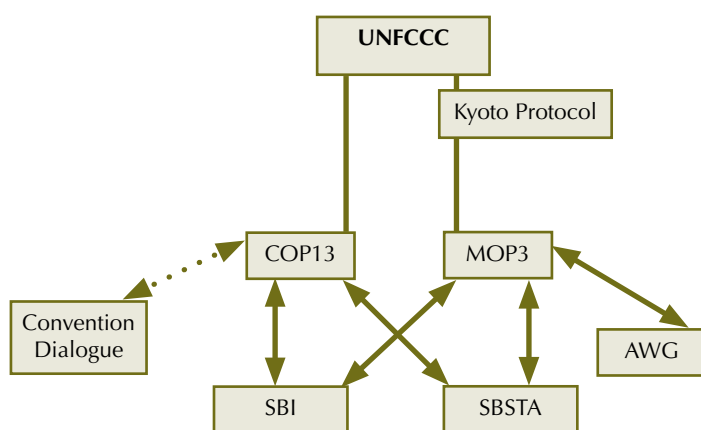 UNFCCC
Kyoto Protocol
COP13
MOP3
Convention
Dialogue
AWG
SBI
SBSTA